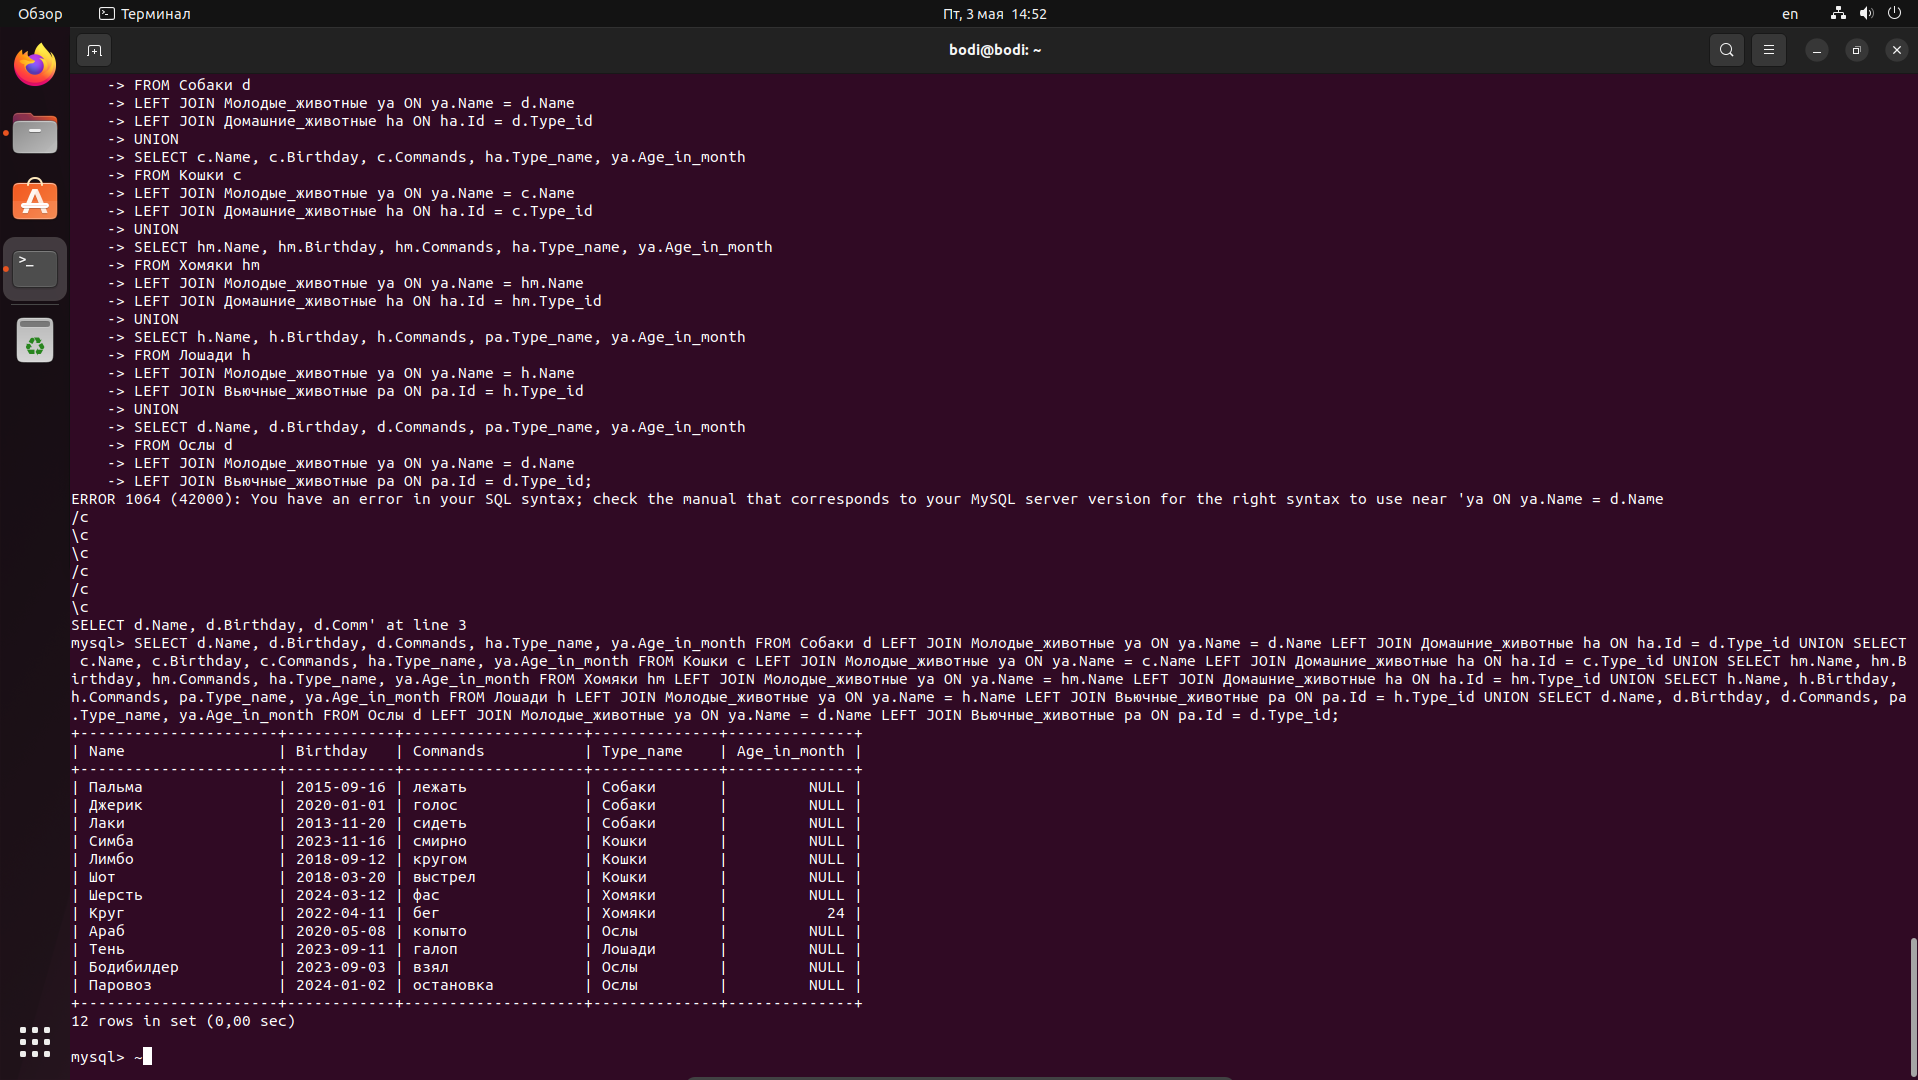 Обзор
Терминал
Пт, 3 мая 14:52
en
bodi@bodi: ~
-> FROM Собаки d
-> LEFT JOIN Молодые_животные ya ON ya.Name = d.Name
-> LEFT JOIN Домашние_животные ha ON ha.Id = d.Type_id
-> UNION
-> SELECT c.Name, c.Birthday, c.Commands, ha.Type_name, ya.Age_in_month
-> FROM Кошки c
-> LEFT JOIN Молодые_животные ya ON ya.Name = c.Name
-> LEFT JOIN Домашние_животные ha ON ha.Id = c.Type_id
-> UNION
-> SELECT hm.Name, hm.Birthday, hm.Commands, ha.Type_name, ya.Age_in_month
-> FROM Хомяки hm
-> LEFT JOIN Молодые_животные ya ON ya.Name = hm.Name
-> LEFT JOIN Домашние_животные ha ON ha.Id = hm.Type_id
-> UNION
-> SELECT h.Name, h.Birthday, h.Commands, pa.Type_name, ya.Age_in_month
-> FROM Лошади h
-> LEFT JOIN Молодые_животные ya ON ya.Name = h.Name
-> LEFT JOIN Вьючные_животные pa ON pa.Id = h.Type_id
-> UNION
-> SELECT d.Name, d.Birthday, d.Commands, pa.Type_name, ya.Age_in_month
-> FROM Ослы d
-> LEFT JOIN Молодые_животные ya ON ya.Name = d.Name
-> LEFT JOIN Вьючные_животные pa ON pa.Id = d.Type_id;
ERROR 1064 (42000): You have an error in your SQL syntax; check the manual that corresponds to your MySQL server version for the right syntax to use near 'ya ON ya.Name = d.Name
/c
\c
\c
/c
/c
\c
SELECT d.Name, d.Birthday, d.Comm' at line 3
mysql> SELECT d.Name, d.Birthday, d.Commands, ha.Type_name, ya.Age_in_month FROM Собаки d LEFT JOIN Молодые_животные ya ON ya.Name = d.Name LEFT JOIN Домашние_животные ha ON ha.Id = d.Type_id UNION SELECT
c.Name, c.Birthday, c.Commands, ha.Type_name, ya.Age_in_month FROM Кошки c LEFT JOIN Молодые_животные ya ON ya.Name = c.Name LEFT JOIN Домашние_животные ha ON ha.Id = c.Type_id UNION SELECT hm.Name, hm.B
irthday, hm.Commands, ha.Type_name, ya.Age_in_month FROM Хомяки hm LEFT JOIN Молодые_животные ya ON ya.Name = hm.Name LEFT JOIN Домашние_животные ha ON ha.Id = hm.Type_id UNION SELECT h.Name, h.Birthday,
h.Commands, pa.Type_name, ya.Age_in_month FROM Лошади h LEFT JOIN Молодые_животные ya ON ya.Name = h.Name LEFT JOIN Вьючные_животные pa ON pa.Id = h.Type_id UNION SELECT d.Name, d.Birthday, d.Commands, pa
.Type_name, ya.Age_in_month FROM Ослы d LEFT JOIN Молодые_животные ya ON ya.Name = d.Name LEFT JOIN Вьючные_животные pa ON pa.Id = d.Type_id;
+----------------------+------------+--------------------+--------------+--------------+
| Name | Birthday | Commands | Type_name | Age_in_month |
+----------------------+------------+--------------------+--------------+--------------+
| Пальма | 2015-09-16 | лежать | Собаки | NULL |
| Джерик | 2020-01-01 | голос | Собаки | NULL |
| Лаки | 2013-11-20 | сидеть | Собаки | NULL |
| Симба | 2023-11-16 | смирно | Кошки | NULL |
| Лимбо | 2018-09-12 | кругом | Кошки | NULL |
| Шот | 2018-03-20 | выстрел | Кошки | NULL |
| Шерсть | 2024-03-12 | фас | Хомяки | NULL |
| Круг | 2022-04-11 | бег | Хомяки | 24 |
| Араб | 2020-05-08 | копыто | Ослы | NULL |
| Тень | 2023-09-11 | галоп | Лошади | NULL |
| Бодибилдер | 2023-09-03 | взял | Ослы | NULL |
| Паровоз | 2024-01-02 | остановка | Ослы | NULL |
+----------------------+------------+--------------------+--------------+--------------+
12 rows in set (0,00 sec)
mysql> ~